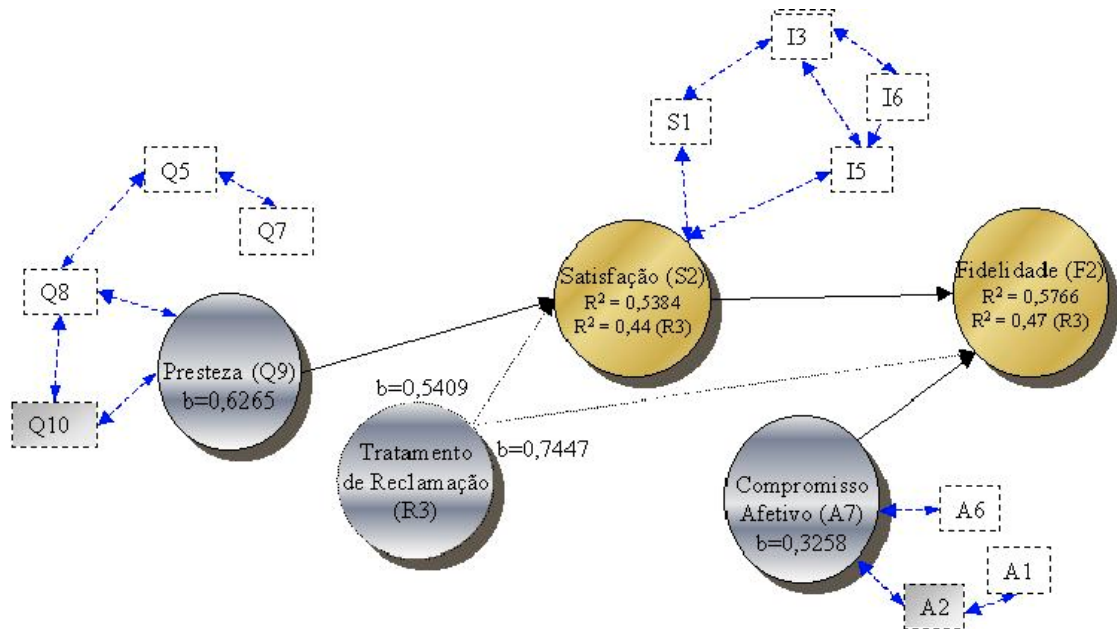 I3
I6
S1
I5
Q5
Q7
Q8
Q10
Presteza (Q9)
b=0,6265
Satisfação (S2)
R² = 0,5384
R² = 0,44 (R3)
Fidelidade (F2)
R² = 0,5766
R² = 0,47 (R3)
b=0,5409
b=0,7447
Tratamento
de Reclamação
(R3)
Compromisso
Afetivo (A7)
b=0,3258
A6
A1
A2